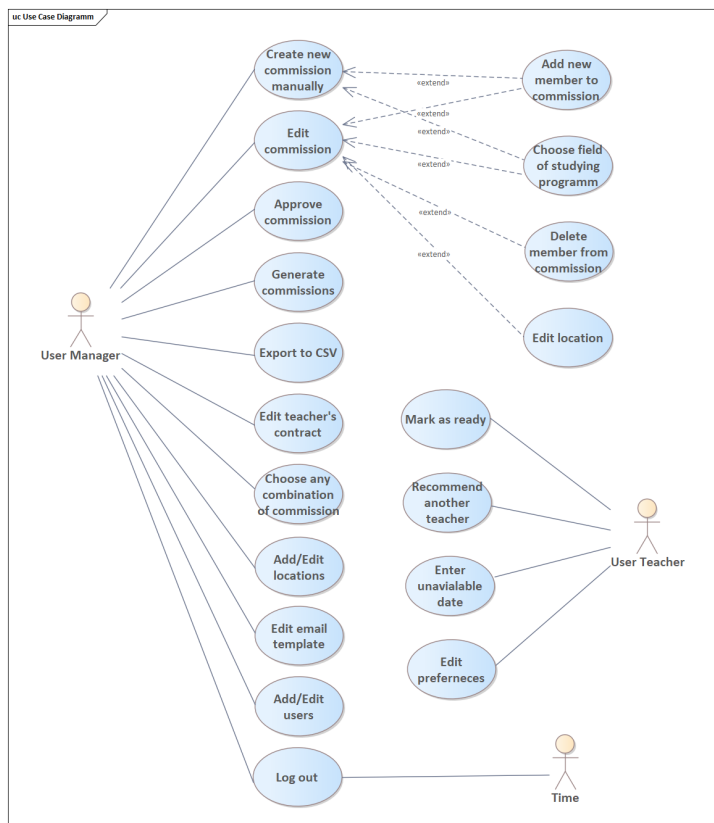 uc Use Case Diagramm
Create new
commission
manually
Add new
member to
commission
«extend»
Edit
commission
«extend»
«extend»
Choose field
of studying
programm
«extend»
Approve
commission
«extend»
Delete
member from
commission
«extend»
Generate
commissions
User Manager
Export to CSV
Edit location
Edit teacher's
contract
Mark as ready
Choose any
combination
of commission
Recommend
another
teacher
User Teacher
Add/Edit
locations
Enter
unavialable
date
Edit email
template
Edit
preferneces
Add/Edit
users
Log out
Time